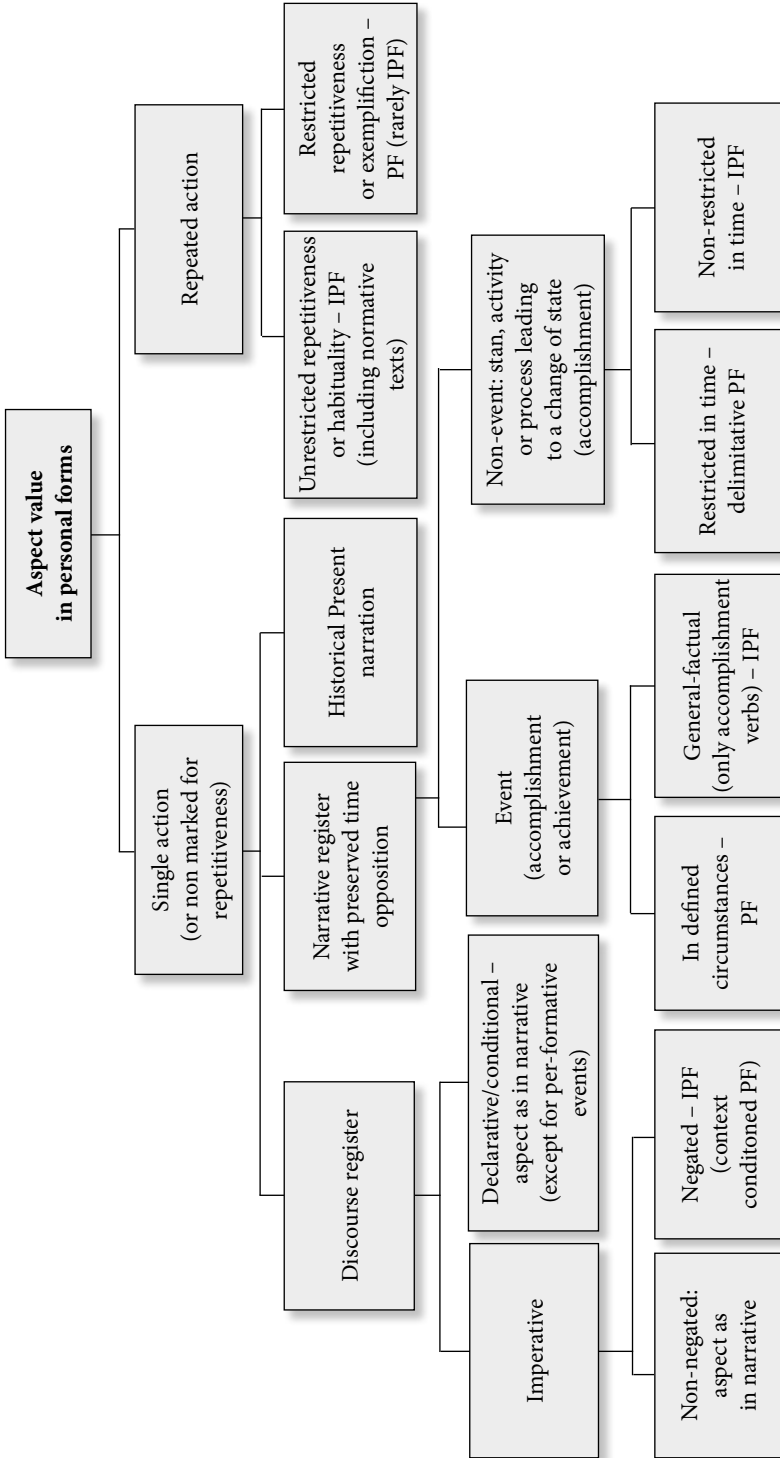 Aspect value
in personal forms
Single action
(or non marked for
repetitiveness)
Repeated action
Discourse register
Narrative register
with preserved time
opposition
Historical Present
narration
Unrestricted repetitiveness
or habituality – IPF
(including normative
texts)
Restricted
repetitiveness
or exemplifiction –
PF (rarely IPF)
Imperative
Declarative/conditional –
aspect as in narrative
(except for per-formative
events)
Event
(accomplishment
or achievement)
Non-event: stan, activity
or process leading
to a change of state
(accomplishment)
Non-negated:
aspect as
in narrative
Negated – IPF
(context
conditoned PF)
In defined
circumstances –
PF
General-factual
(only accomplishment
verbs) – IPF
Restricted in time –
delimitative PF
Non-restricted
in time – IPF